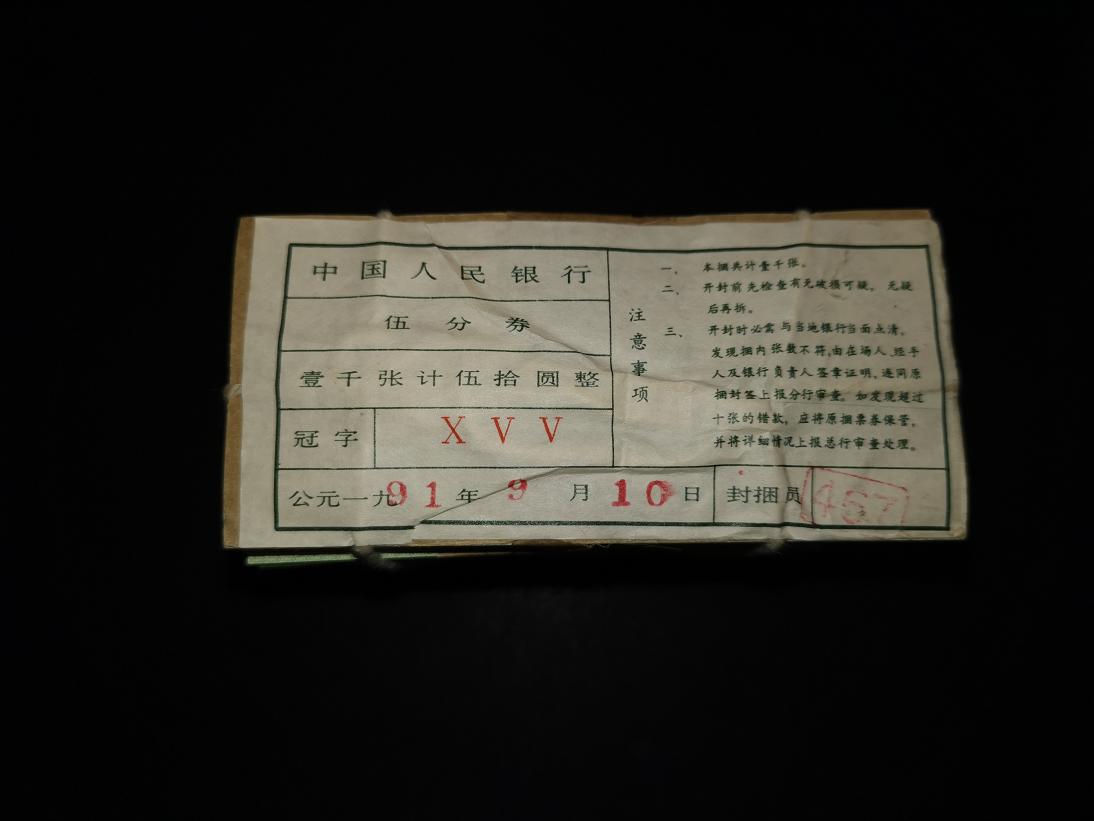 中国人民银行
伍分券
壹千张计伍拾圆整
冠字 XVV
公元一九91年9月10日 封捆员 467
注意事项
一、本捆共计壹千张。
二、开封前先检查有无破损可疑，无疑
后再拆。
三、开封时必需与当地银行当面点清，
发现捆内张数不符，由在场人、经手
人及银行负责人签章证明，连同原
捆封签上报分行审查。如发现超过
十张的错款，应将原捆票券保管，
并将详细情况上报总行审查处理。